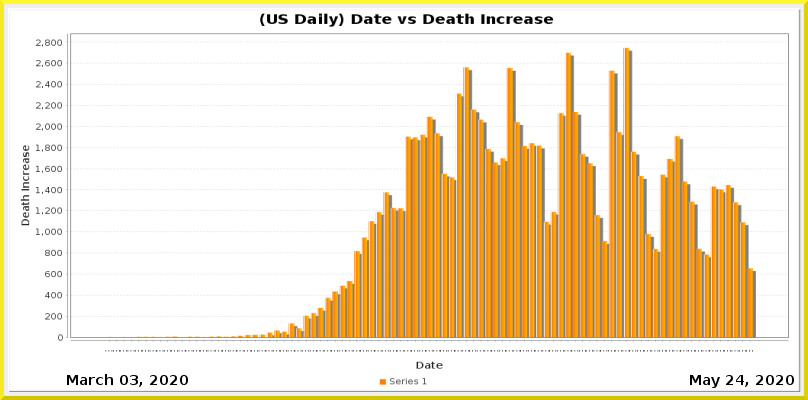 (US Daily) Date vs Death Increase
2,800
2,600
2,400
2,200
2,000
1,800
1,600
1,400
1,200
1,000
800
600
400
200
0
Death Increase
Date
March 03, 2020
Series 1
May 24, 2020